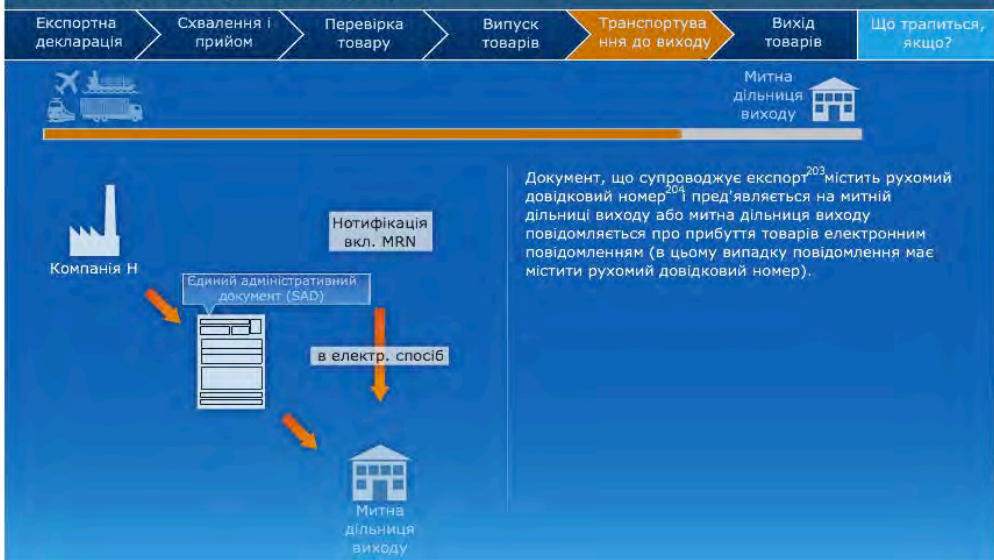 Експортна
декларація
Схвалення і
прийом
Перевірка
товару
Випуск
товарів
Транспортува
ння до виходу
Вихід
товарів
Що трапиться,
якщо?
Митна
дільниця
виходу
Документ, що супроводжує експорт203містить рухомий
довідковий номер204і пред'являється на митній
дільниці виходу або митна дільниця виходу
повідомляється про прибуття товарів електронним
повідомленням (в цьому випадку повідомлення має
містити рухомий довідковий номер).
Компанія Н
Нотифікація
вкл. MRN
Єдиний адміністративний
документ (SAD)
в електр. спосіб
Митна
дільниця
виходу